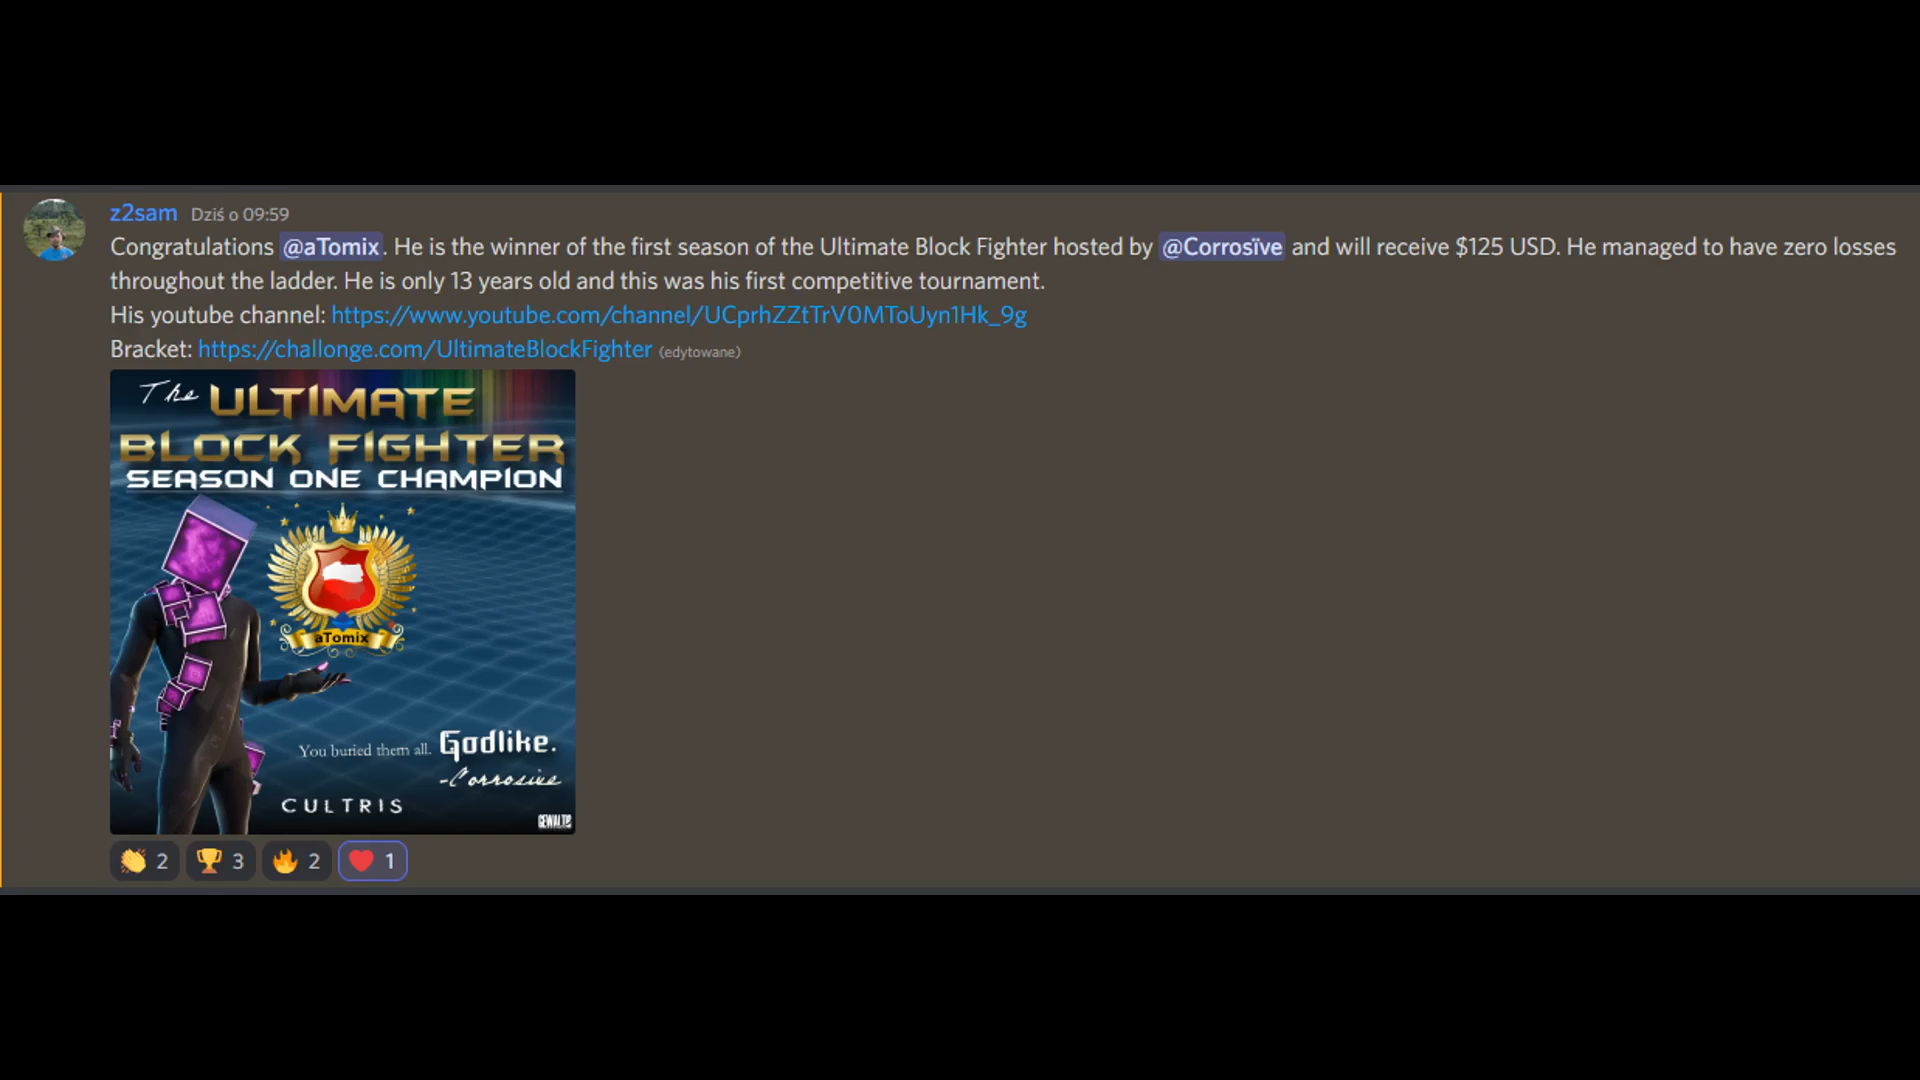 z2sam Dziś o 09:59
Congratulations @aTomix. He is the winner of the first season of the Ultimate Block Fighter hosted by @Corrosïve and will receive $125 USD. He managed to have zero losses
throughout the ladder. He is only 13 years old and this was his first competitive tournament.
His youtube channel: https://www.youtube.com/channel/UCprhZZtTrV0MToUyn1Hk_9g
Bracket: https://challonge.com/UltimateBlockFighter (edytowane)
The ULTIMATE
BLOCK FIGHTER
SEASON ONE CHAMPION
aTomix
You buried them all. Godlike.
-Corrosive
CULTRIS
GEWALTIG
2 3 2 1